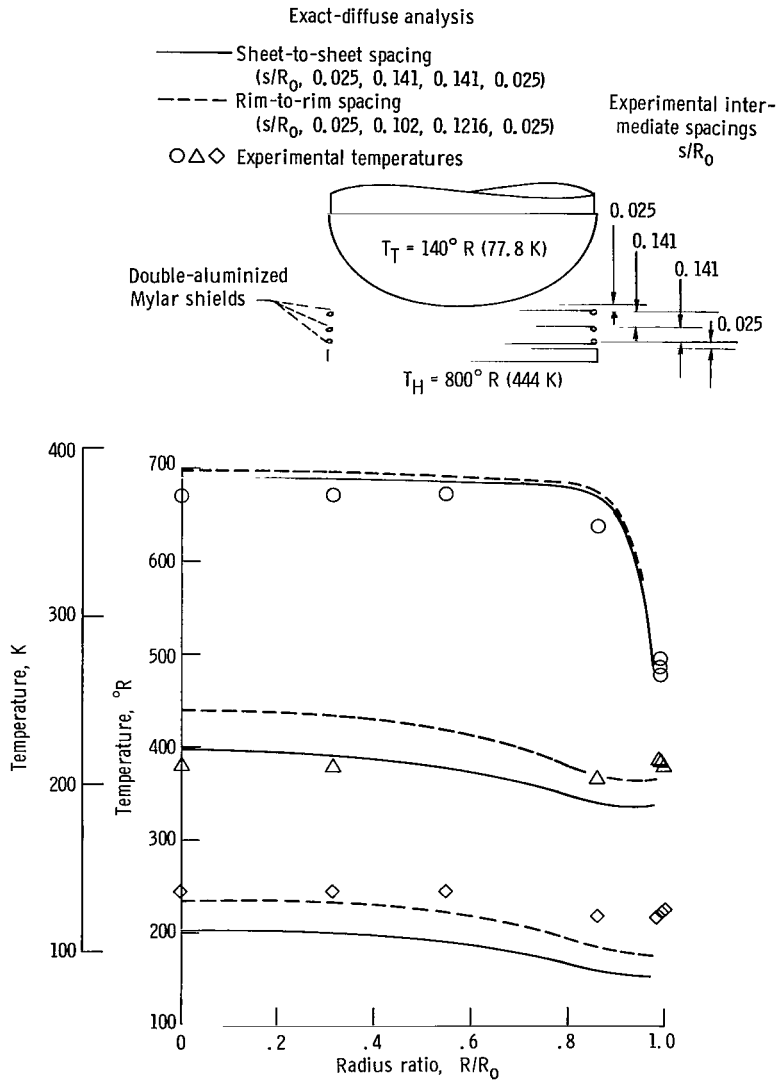 Exact-diffuse analysis
Sheet-to-sheet spacing
(s/R₀, 0.025, 0.141, 0.141, 0.025)
Rim-to-rim spacing
(s/R₀, 0.025, 0.102, 0.1216, 0.025)
Experimental temperatures
Experimental inter-
mediate spacings
s/R₀
0.025
0.141
0.141
0.025
T_T = 140° R (77.8 K)
Double-aluminized
Mylar shields
T_H = 800° R (444 K)
Temperature, K
400
300
200
100
Temperature, °R
700
600
500
400
300
200
100
0 .2 .4 .6 .8 1.0
Radius ratio, R/R₀